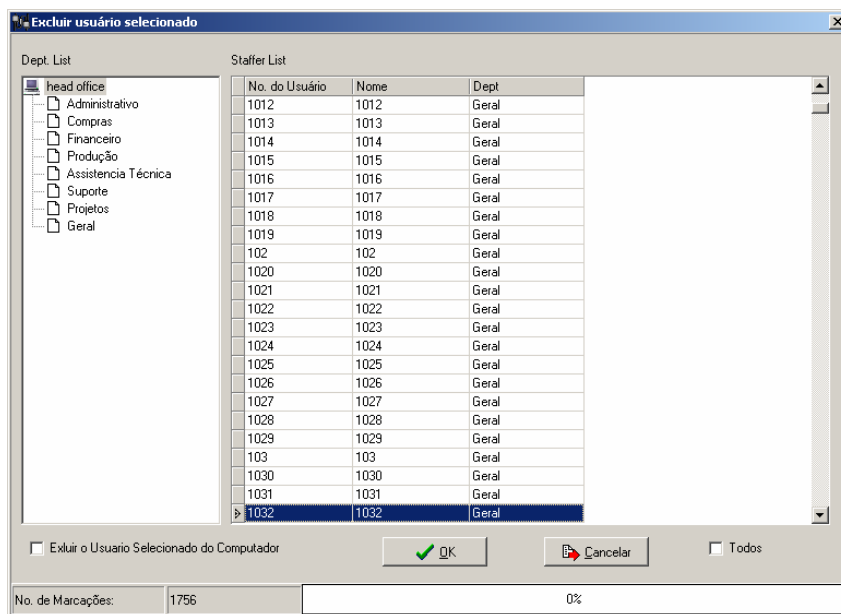 Excluir usuário selecionado
Dept. List
Staffer List
head office
Administrativo
Compras
Financeiro
Produção
Assistencia Técnica
Suporte
Projetos
Geral
No. do Usuário Nome Dept
1012 1012 Geral
1013 1013 Geral
1014 1014 Geral
1015 1015 Geral
1016 1016 Geral
1017 1017 Geral
1018 1018 Geral
1019 1019 Geral
102 102 Geral
1020 1020 Geral
1021 1021 Geral
1022 1022 Geral
1023 1023 Geral
1024 1024 Geral
1025 1025 Geral
1026 1026 Geral
1027 1027 Geral
1028 1028 Geral
1029 1029 Geral
103 103 Geral
1030 1030 Geral
1031 1031 Geral
1032 1032 Geral
Exluir o Usuario Selecionado do Computador
OK
Cancelar
Todos
No. de Marcações: 1756 0%